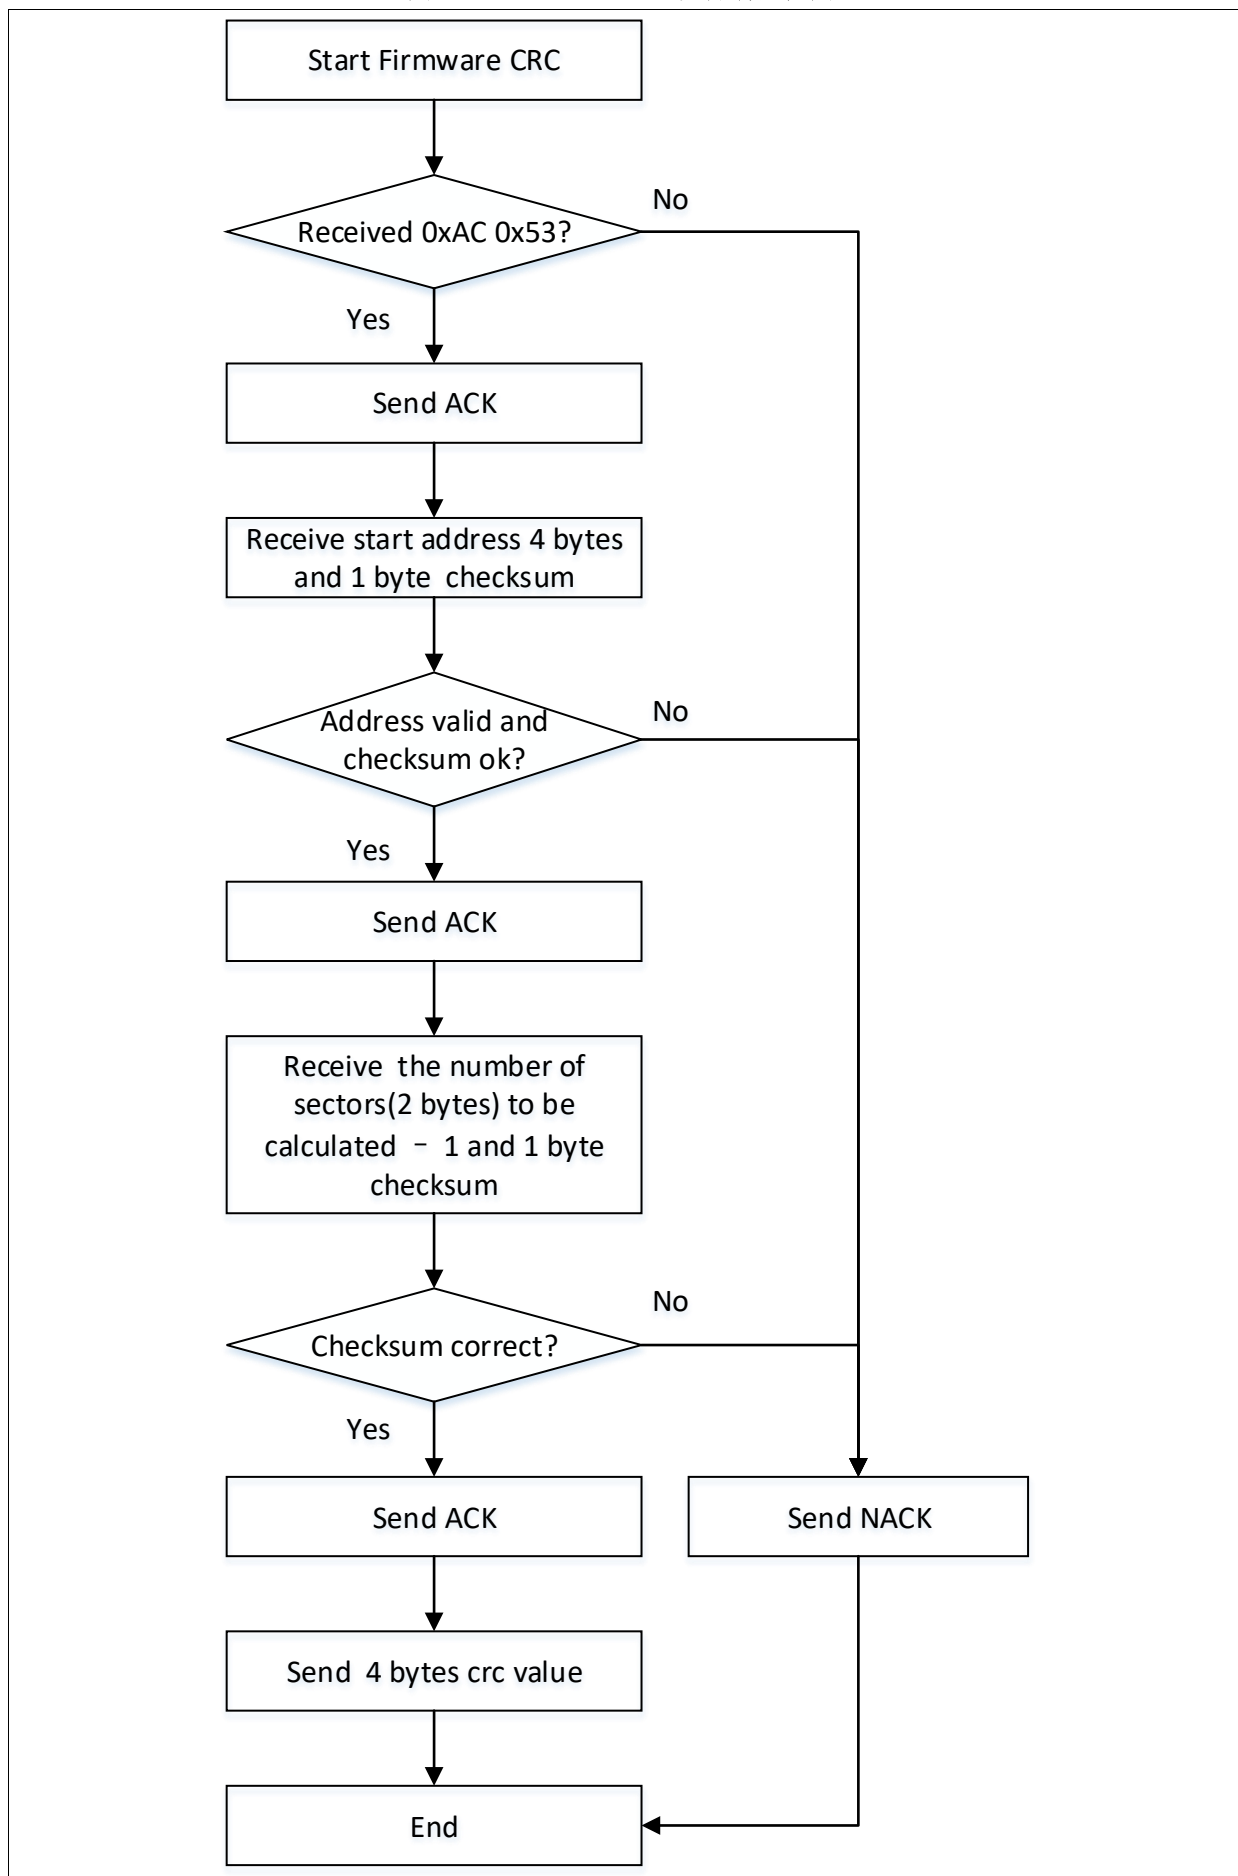 Start Firmware CRC
Received 0xAC 0x53?
No
Yes
Send ACK
Receive start address 4 bytes
and 1 byte checksum
Address valid and
checksum ok?
No
Yes
Send ACK
Receive the number of
sectors(2 bytes) to be
calculated － 1 and 1 byte
checksum
Checksum correct?
No
Yes
Send ACK
Send NACK
Send 4 bytes crc value
End